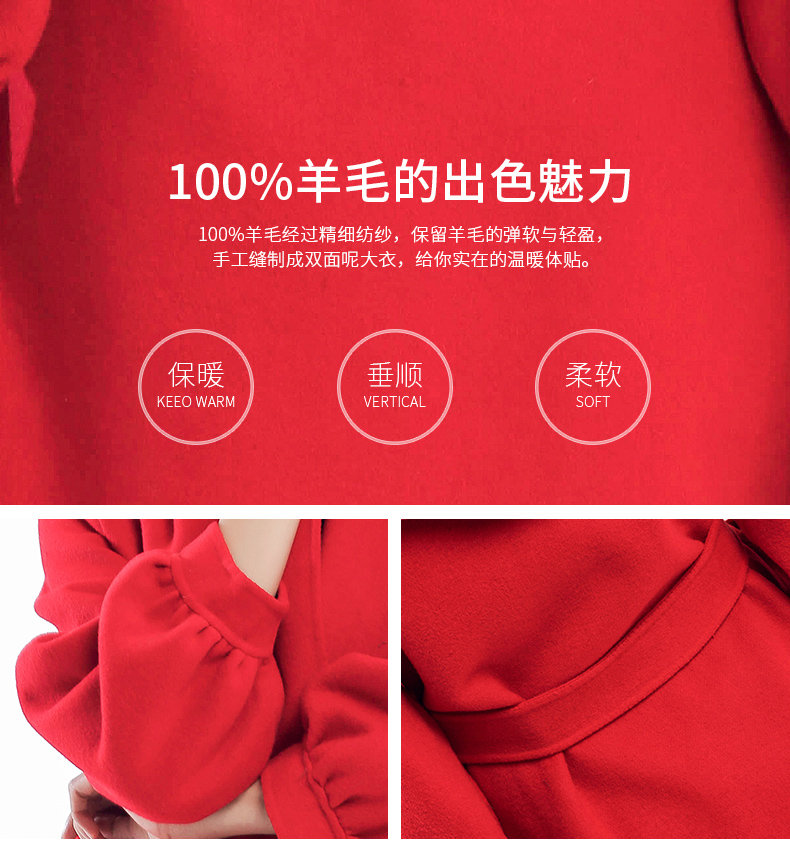 100%羊毛的出色魅力
100%羊毛经过精细纺纱，保留羊毛的弹软与轻盈，
手工缝制成双面呢大衣，给你实在的温暖体贴。
保暖
KEEO WARM
垂顺
VERTICAL
柔软
SOFT